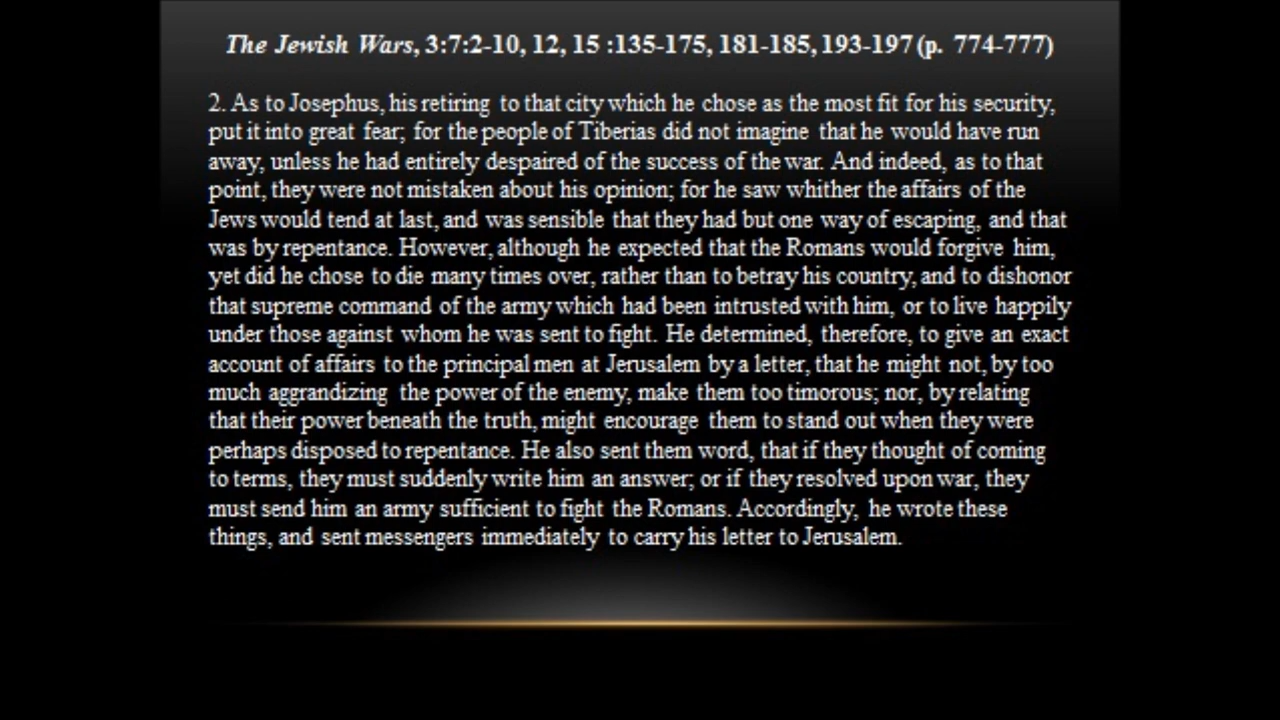 The Jewish Wars, 3:7:2-10, 12, 15 :135-175, 181-185, 193-197 (p. 774-777)
2. As to Josephus, his retiring to that city which he chose as the most fit for his security,
put it into great fear; for the people of Tiberias did not imagine that he would have run
away, unless he had entirely despaired of the success of the war. And indeed, as to that
point, they were not mistaken about his opinion; for he saw whither the affairs of the
Jews would tend at last, and was sensible that they had but one way of escaping, and that
was by repentance. However, although he expected that the Romans would forgive him,
yet did he chose to die many times over, rather than to betray his country, and to dishonor
that supreme command of the army which had been intrusted with him, or to live happily
under those against whom he was sent to fight. He determined, therefore, to give an exact
account of affairs to the principal men at Jerusalem by a letter, that he might not, by too
much aggrandizing the power of the enemy, make them too timorous; nor, by relating
that their power beneath the truth, might encourage them to stand out when they were
perhaps disposed to repentance. He also sent them word, that if they thought of coming
to terms, they must suddenly write him an answer; or if they resolved upon war, they
must send him an army sufficient to fight the Romans. Accordingly, he wrote these
things, and sent messengers immediately to carry his letter to Jerusalem.